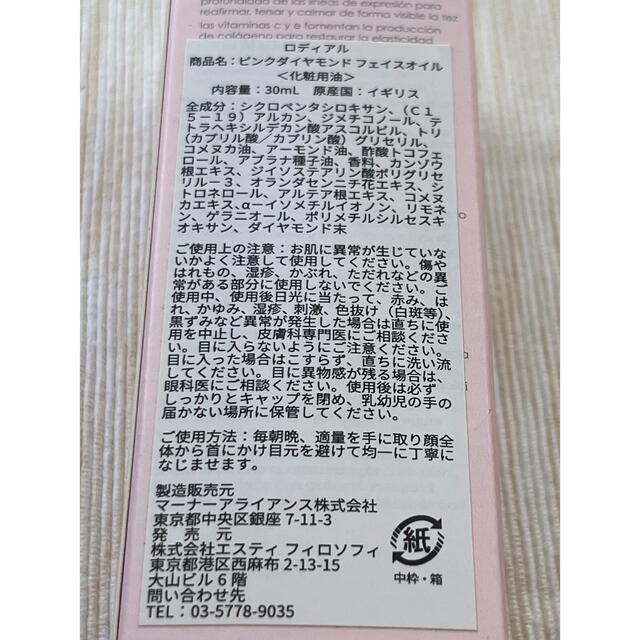 profundidad de las líneas de expresión para
reafirmar, tersar y calmar de forma visible la tez
las vitaminas c y e fomentan la producción
de colágeno para restaurar la elasticidad
ロディアル
商品名：ピンクダイヤモンド フェイスオイル
＜化粧用油＞
内容量：30mL　原産国：イギリス
全成分：シクロペンタシロキサン、（C1
5－19）アルカン、ジメチコノール、テ
トラヘキシルデカン酸アスコルビル、トリ
（カプリル酸／カプリン酸）グリセリル、
コメヌカ油、アーモンド油、酢酸トコフェ
ロール、アブラナ種子油、香料、カンゾウ
根エキス、ジイソステアリン酸ポリグリセ
リル－3、オランダセンニチ花エキス、シ
トロネロール、アルテア根エキス、コメヌ
カエキス、α－イソメチルイオノン、リモネ
ン、ゲラニオール、ポリメチルシルセスキ
オキサン、ダイヤモンド末
ご使用上の注意：お肌に異常が生じていな
いかよく注意して使用してください。傷や
はれもの、湿疹、かぶれ、ただれなどの異
常がある部分に使用しないでください。ご
使用中、使用後日光に当たって、赤み、は
れ、かゆみ、湿疹、刺激、色抜け（白斑等）、
黒ずみなど異常が発生した場合は直ちに使
用を中止し、皮膚科専門医にご相談くださ
い。目に入らないようにご注意ください。
目に入った場合はこすらず、直ちに洗い流
してください。目に異物感が残る場合は、
眼科医にご相談ください。使用後は必ず
しっかりとキャップを閉め、乳幼児の手の
届かない場所に保管してください。
ご使用方法：毎朝晩、適量を手に取り顔全
体から首にかけ目元を避けて均一に丁寧に
なじませます。
製造販売元
マーナーアライアンス株式会社
東京都中央区銀座 7-11-3
発　売　元
株式会社エスティ フィロソフィ
東京都港区西麻布 2-13-15
大山ビル 6 階
問い合わせ先
TEL：03-5778-9035
紙
中枠・箱